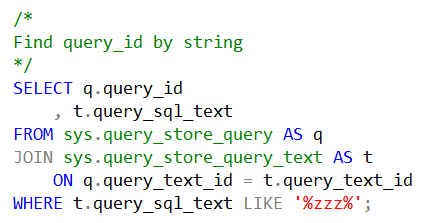 /*
Find query_id by string
*/
SELECT q.query_id
    , t.query_sql_text
FROM sys.query_store_query AS q
JOIN sys.query_store_query_text AS t
    ON q.query_text_id = t.query_text_id
WHERE t.query_sql_text LIKE '%zzz%';